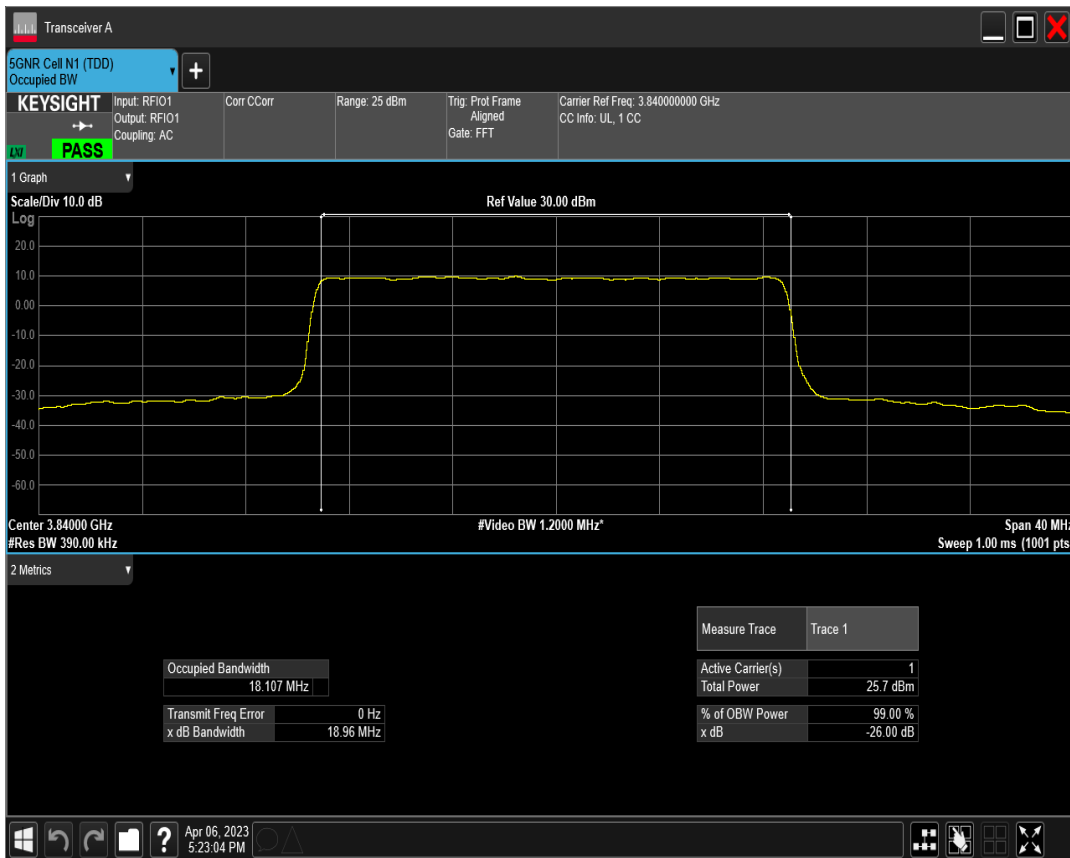 Transceiver A
5GNR Cell N1 (TDD)
Occupied BW
KEYSIGHT
LXI
PASS
Input: RFIO1
Output: RFIO1
Coupling: AC
Corr CCorr
Range: 25 dBm
Trig: Prot Frame
Aligned
Gate: FFT
Carrier Ref Freq: 3.840000000 GHz
CC Info: UL, 1 CC
1 Graph
Scale/Div 10.0 dB
Ref Value 30.00 dBm
Log
20.0
10.0
0.00
-10.0
-20.0
-30.0
-40.0
-50.0
-60.0
Center 3.84000 GHz
#Video BW 1.2000 MHz*
Span 40 MHz
#Res BW 390.00 kHz
Sweep 1.00 ms (1001 pts
2 Metrics
Measure Trace Trace 1
Occupied Bandwidth
18.107 MHz
Active Carrier(s) 1
Total Power 25.7 dBm
Transmit Freq Error 0 Hz
x dB Bandwidth 18.96 MHz
% of OBW Power 99.00 %
x dB -26.00 dB
?
Apr 06, 2023
5:23:04 PM